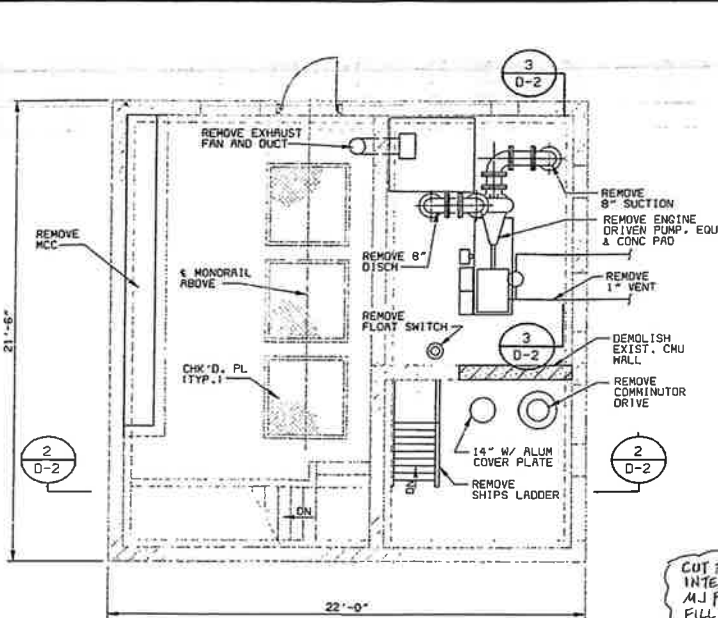 3
D-2
REMOVE EXHAUST
FAN AND DUCT
REMOVE
8" SUCTION
REMOVE ENGINE
DRIVEN PUMP, EQU
& CONC PAD
REMOVE
MCC
REMOVE 8"
DISCH
℄ MONORAIL
ABOVE
REMOVE
1" VENT
REMOVE
FLOAT SWITCH
21'-6"
3
D-2
DEMOLISH
EXIST. CMU
WALL
CHK'D. PL
(TYP.)
REMOVE
COMMINUTOR
DRIVE
2
D-2
14" W/ ALUM
COVER PLATE
2
D-2
REMOVE
SHIPS LADDER
DN
DN
CUT
INTE
MJ F
FILL
22'-0"